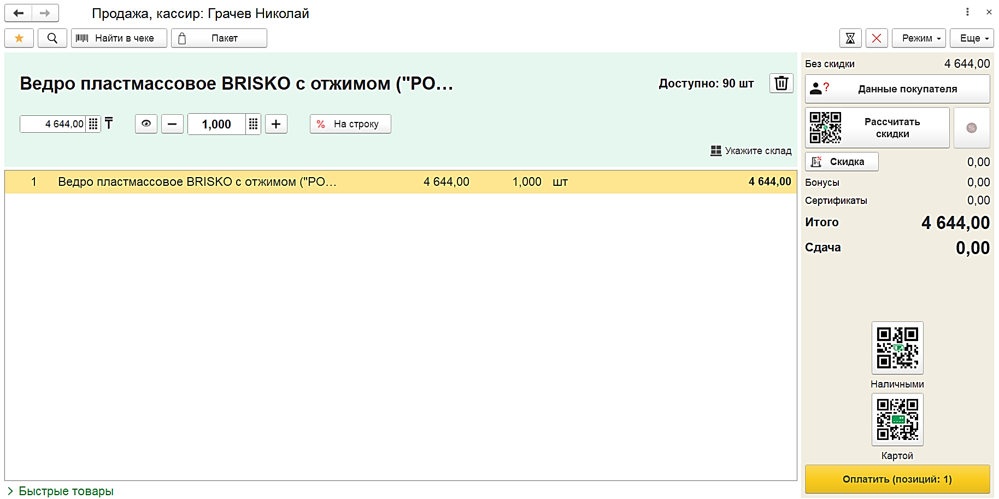 Продажа, кассир: Грачев Николай
Найти в чеке
Пакет
Режим
Еще
Ведро пластмассовое BRISKO с отжимом ("РО...
Доступно: 90 шт
4 644,00 ₸
1,000
% На строку
Укажите склад
1 Ведро пластмассовое BRISKO с отжимом ("РО... 4 644,00 1,000 шт 4 644,00
Быстрые товары
Без скидки 4 644,00
? Данные покупателя
Рассчитать
скидки
%
Скидка 0,00
Бонусы 0,00
Сертификаты 0,00
Итого 4 644,00
Сдача 0,00
Наличными
Картой
Оплатить (позиций: 1)